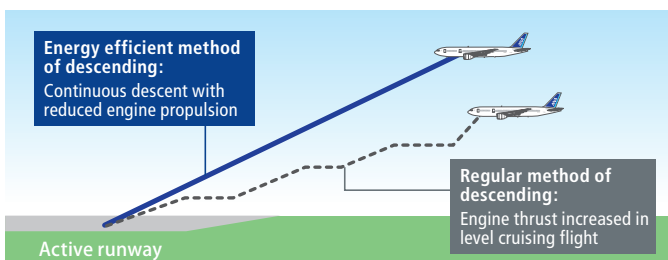 Energy efficient method
of descending:
Continuous descent with
reduced engine propulsion
Regular method of
descending:
Engine thrust increased in
level cruising flight
Active runway